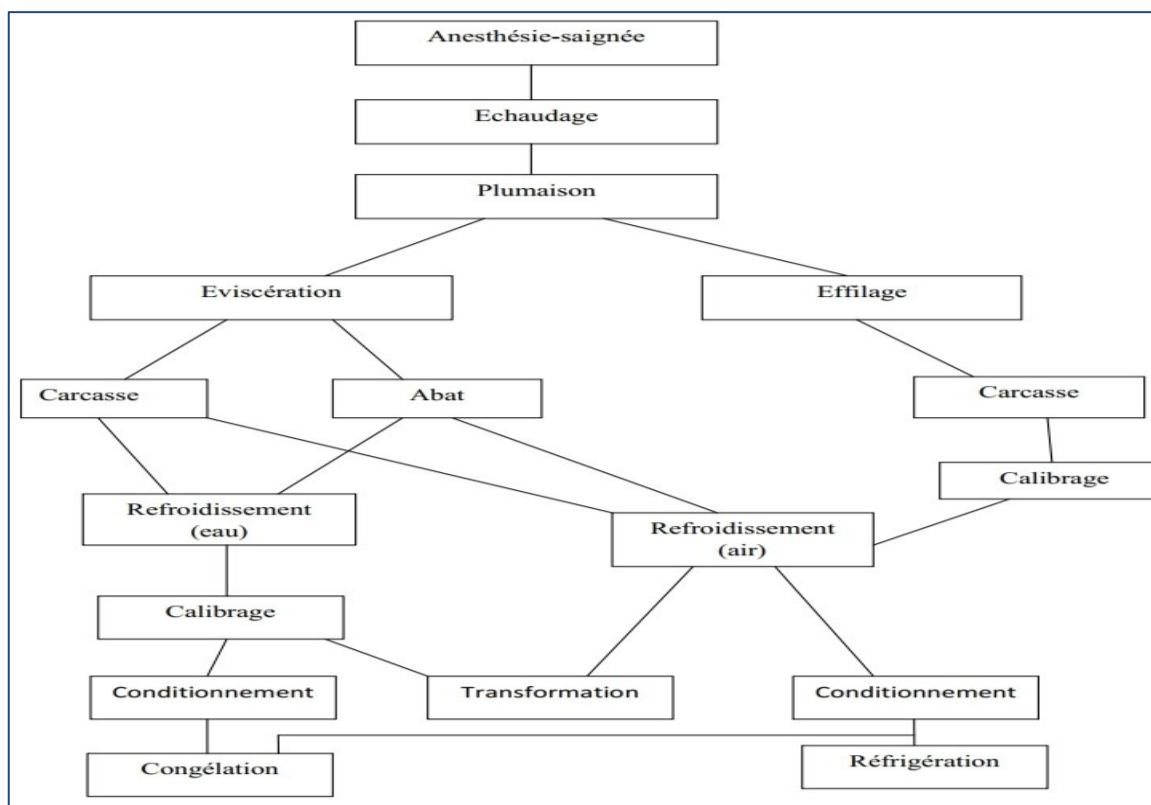 Anesthésie-saignée
Echaudage
Plumaison
Eviscération
Effilage
Carcasse
Abat
Carcasse
Calibrage
Refroidissement
(eau)
Refroidissement
(air)
Calibrage
Conditionnement
Transformation
Conditionnement
Congélation
Réfrigération